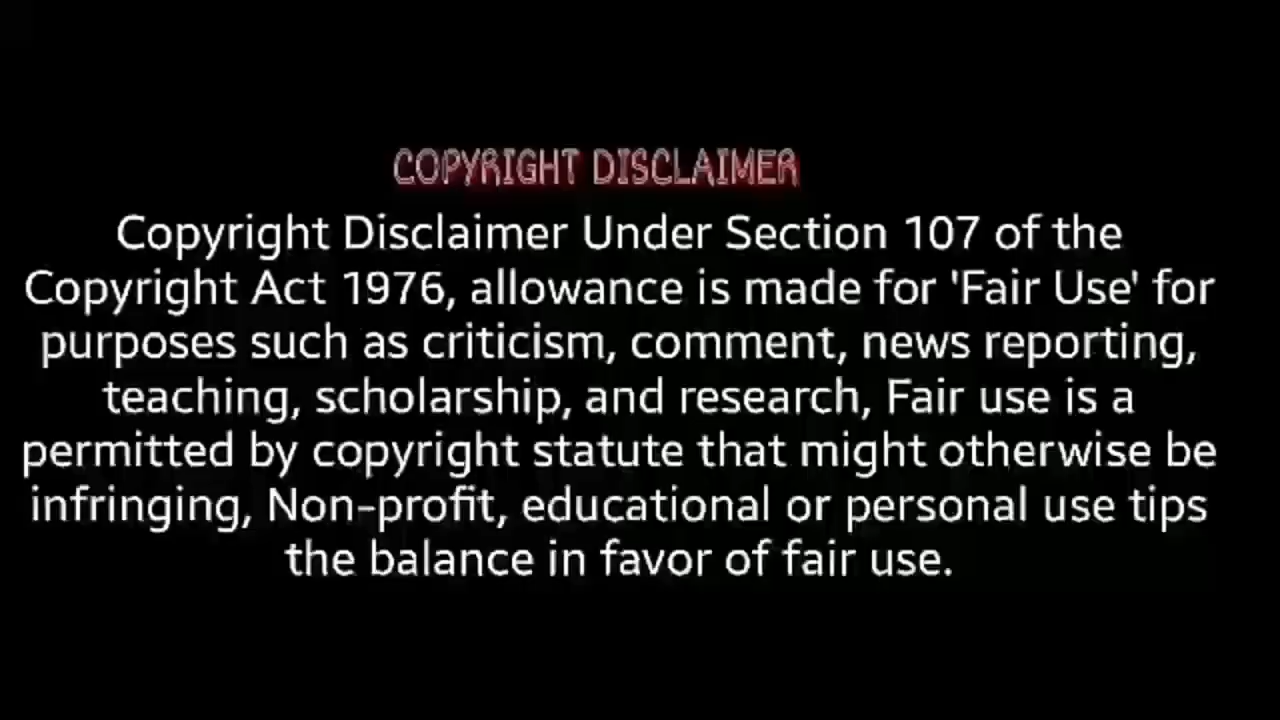 COPYRIGHT DISCLAIMER
Copyright Disclaimer Under Section 107 of the
Copyright Act 1976, allowance is made for 'Fair Use' for
purposes such as criticism, comment, news reporting,
teaching, scholarship, and research, Fair use is a
permitted by copyright statute that might otherwise be
infringing, Non-profit, educational or personal use tips
the balance in favor of fair use.